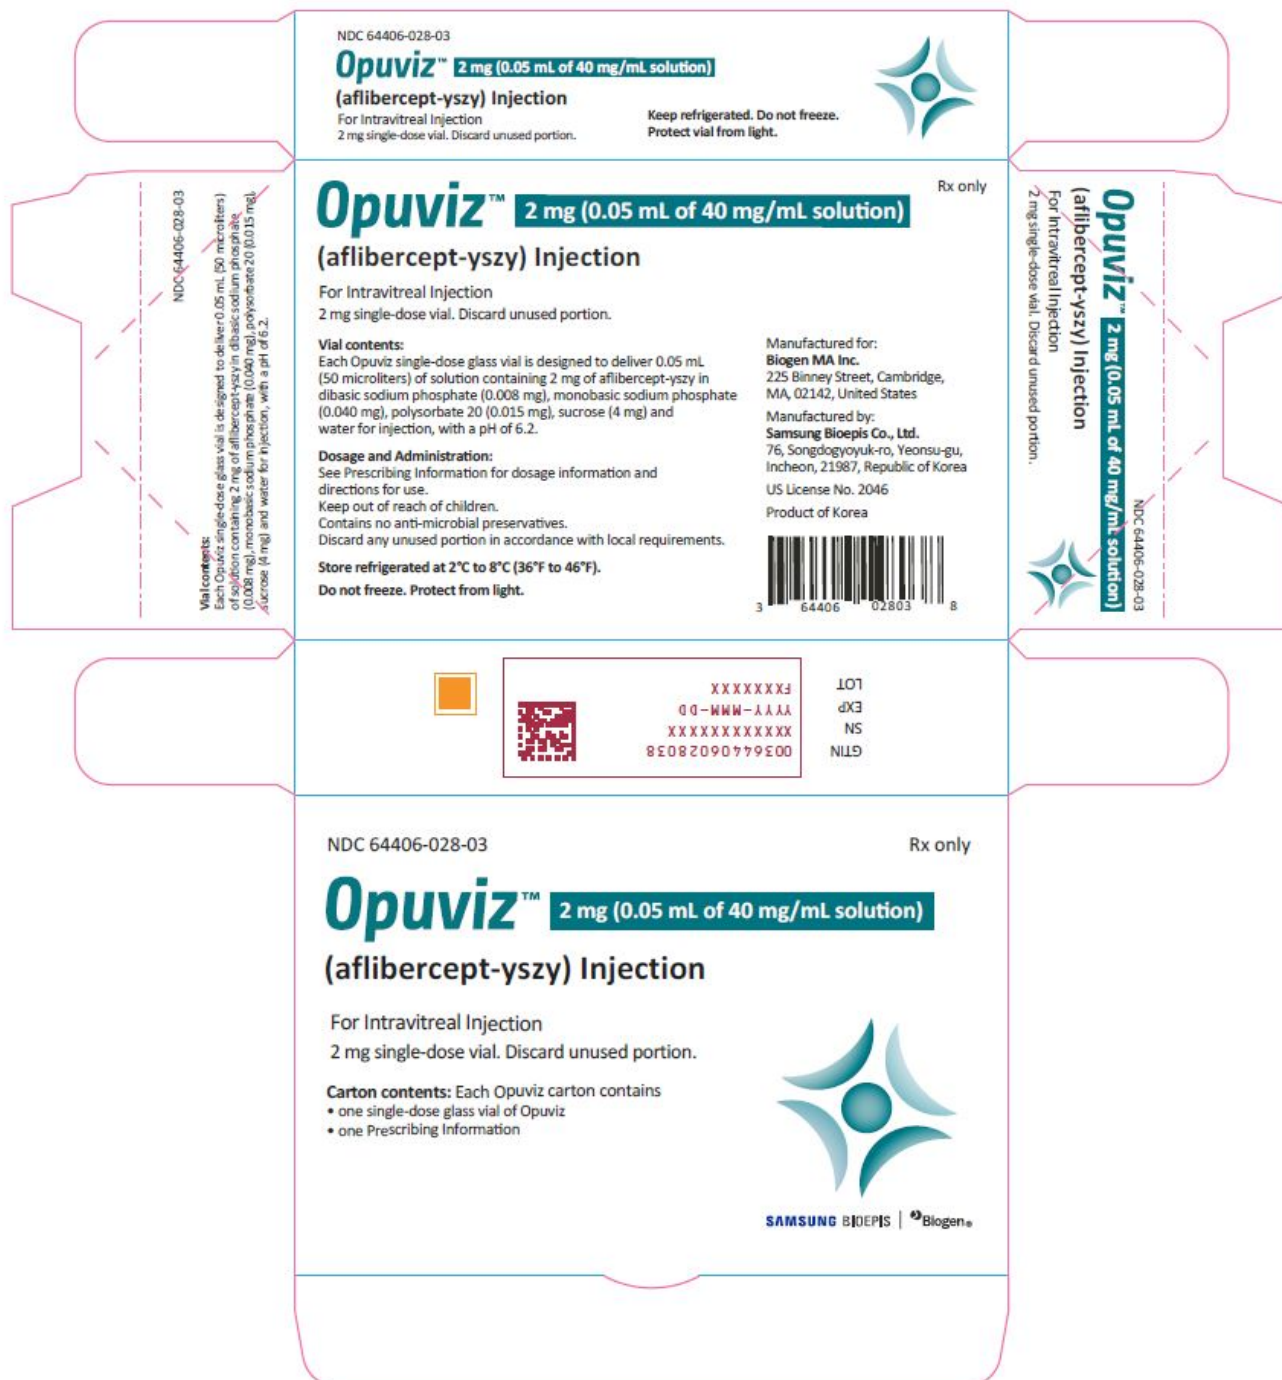 NDC 64406-028-03
Opuviz™ 2 mg (0.05 mL of 40 mg/mL solution)
(aflibercept-yszy) Injection
For Intravitreal Injection
2 mg single-dose vial. Discard unused portion.
Keep refrigerated. Do not freeze.
Protect vial from light.
NDC 64406-028-03
Vial contents:
Each Opuviz single-dose glass vial is designed to deliver 0.05 mL (50 microliters)
of solution containing 2 mg of aflibercept-yszy in dibasic sodium phosphate
(0.008 mg), monobasic sodium phosphate (0.040 mg), polysorbate 20 (0.015 mg),
sucrose (4 mg) and water for injection, with a pH of 6.2.
Rx only
Opuviz™ 2 mg (0.05 mL of 40 mg/mL solution)
(aflibercept-yszy) Injection
For Intravitreal Injection
2 mg single-dose vial. Discard unused portion.
Vial contents:
Each Opuviz single-dose glass vial is designed to deliver 0.05 mL
(50 microliters) of solution containing 2 mg of aflibercept-yszy in
dibasic sodium phosphate (0.008 mg), monobasic sodium phosphate
(0.040 mg), polysorbate 20 (0.015 mg), sucrose (4 mg) and
water for injection, with a pH of 6.2.
Dosage and Administration:
See Prescribing Information for dosage information and
directions for use.
Keep out of reach of children.
Contains no anti-microbial preservatives.
Discard any unused portion in accordance with local requirements.
Store refrigerated at 2°C to 8°C (36°F to 46°F).
Do not freeze. Protect from light.
Manufactured for:
Biogen MA Inc.
225 Binney Street, Cambridge,
MA, 02142, United States
Manufactured by:
Samsung Bioepis Co., Ltd.
76, Songdogyoyuk-ro, Yeonsu-gu,
Incheon, 21987, Republic of Korea
US License No. 2046
Product of Korea
3 64406 02803 8
Opuviz™ 2 mg (0.05 mL of 40 mg/mL solution)
(aflibercept-yszy) Injection
For Intravitreal Injection
2 mg single-dose vial. Discard unused portion.
NDC 64406-028-03
GTIN 00364406028038
SN XXXXXXXXXXXX
EXP YYYY-MMM-DD
LOT FXXXXXXX
NDC 64406-028-03
Rx only
Opuviz™ 2 mg (0.05 mL of 40 mg/mL solution)
(aflibercept-yszy) Injection
For Intravitreal Injection
2 mg single-dose vial. Discard unused portion.
Carton contents: Each Opuviz carton contains
• one single-dose glass vial of Opuviz
• one Prescribing Information
SAMSUNG BIOEPIS | Biogen®